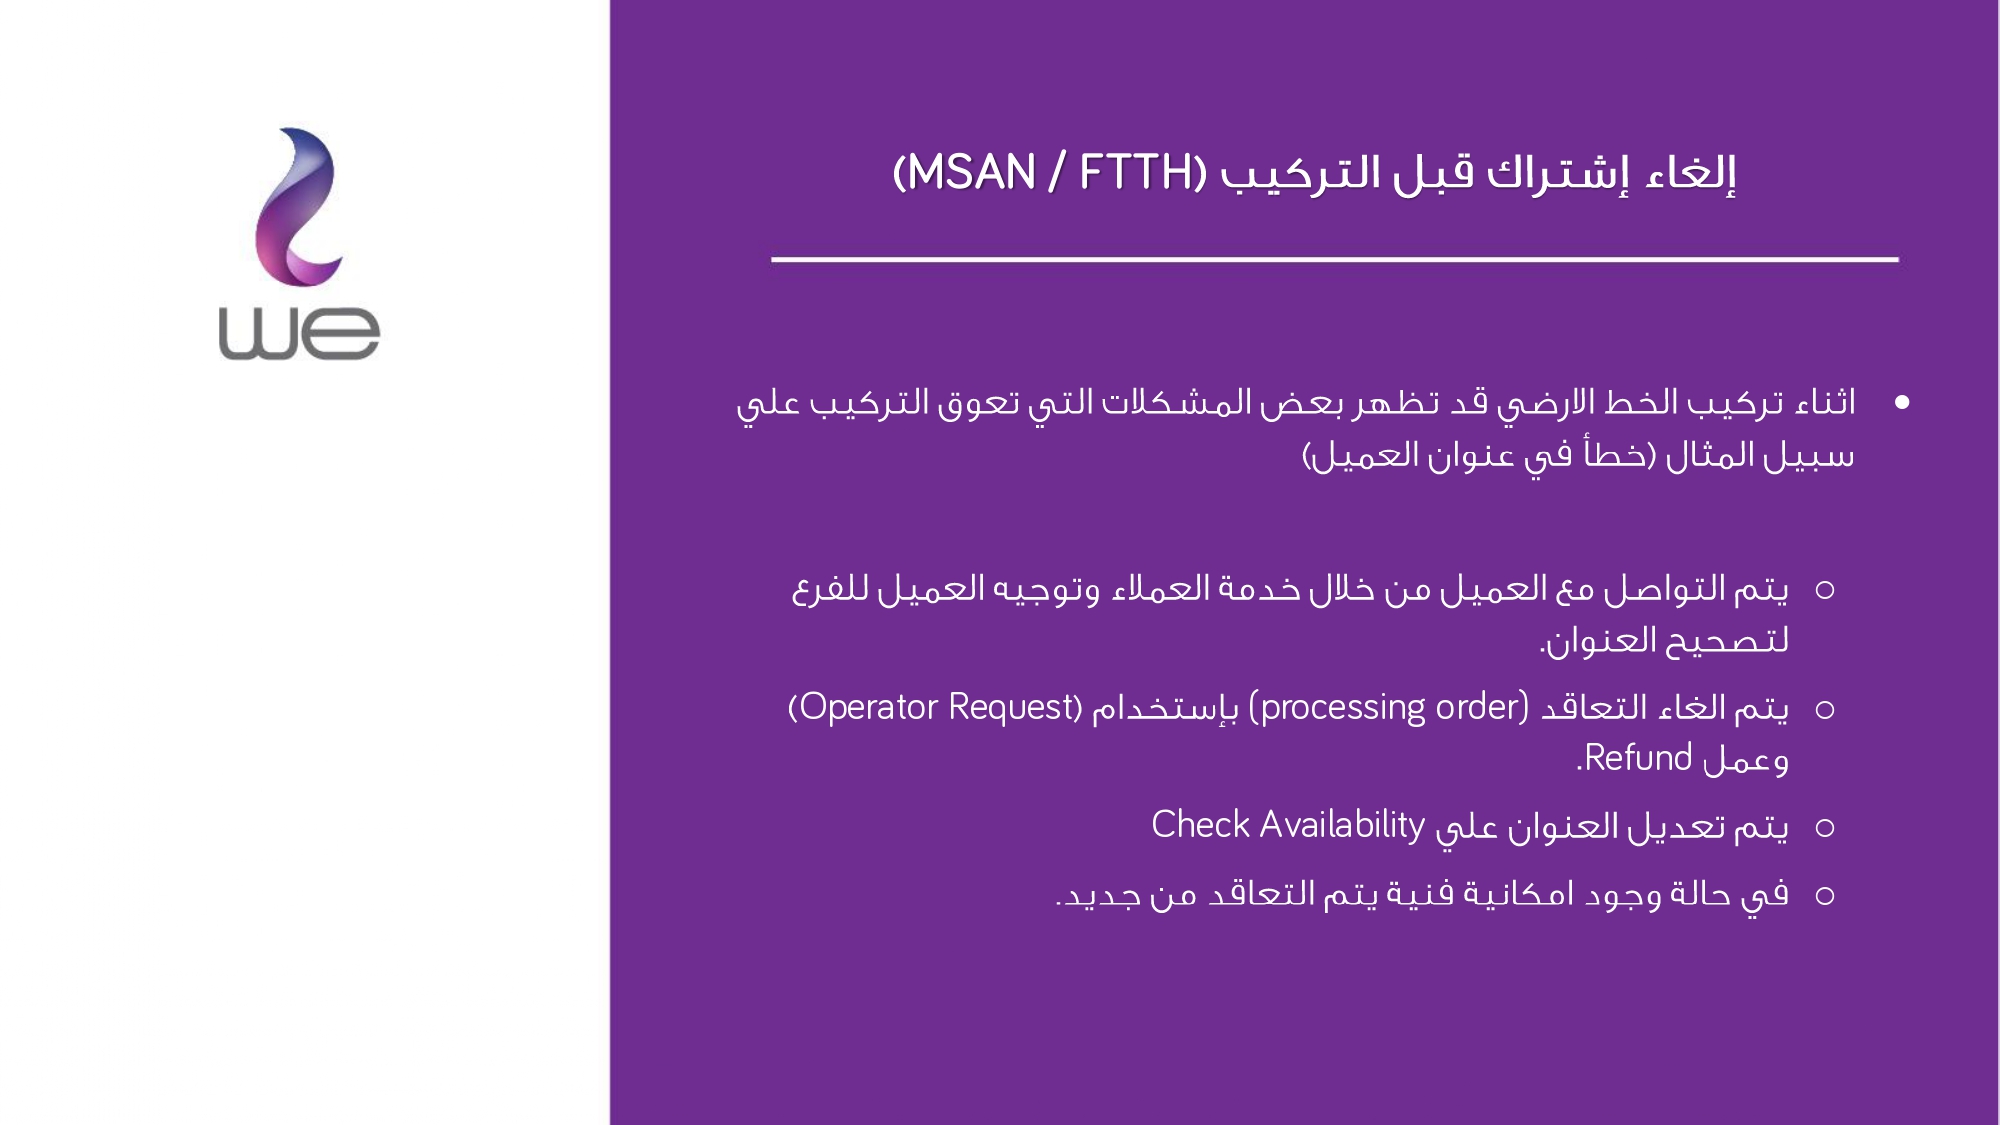 we
إلغاء إشتراك قبل التركيب (MSAN / FTTH)
• اثناء تركيب الخط الارضي قد تظهر بعض المشكلات التي تعوق التركيب علي
سبيل المثال (خطأ في عنوان العميل)
○ يتم التواصل مع العميل من خلال خدمة العملاء وتوجيه العميل للفرع
لتصحيح العنوان.
○ يتم الغاء التعاقد (processing order) بإستخدام (Operator Request)
وعمل Refund.
○ يتم تعديل العنوان علي Check Availability
○ في حالة وجود امكانية فنية يتم التعاقد من جديد.